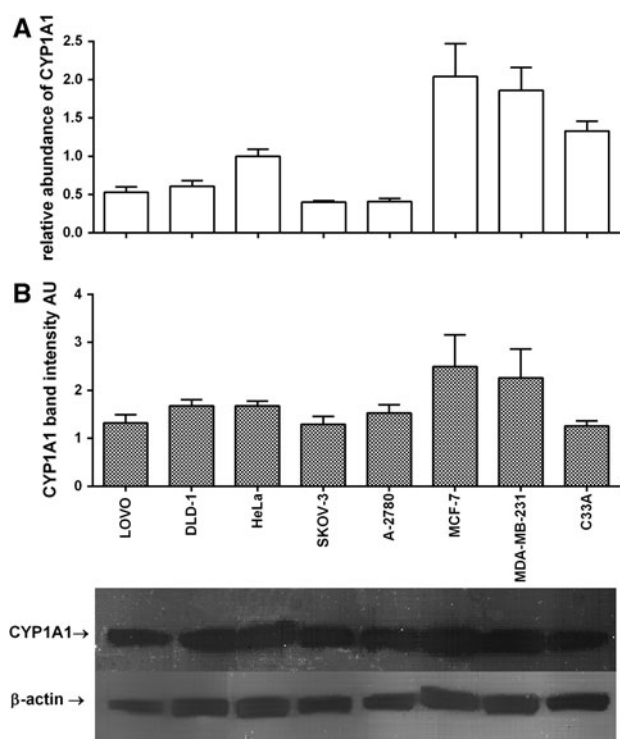 A
relative abundance of CYP1A1
2.5
2.0
1.5
1.0
0.5
0.0
B
CYP1A1 band intensity AU
4
3
2
1
0
LOVO
DLD-1
HeLa
SKOV-3
A-2780
MCF-7
MDA-MB-231
C33A
CYP1A1→
β-actin →